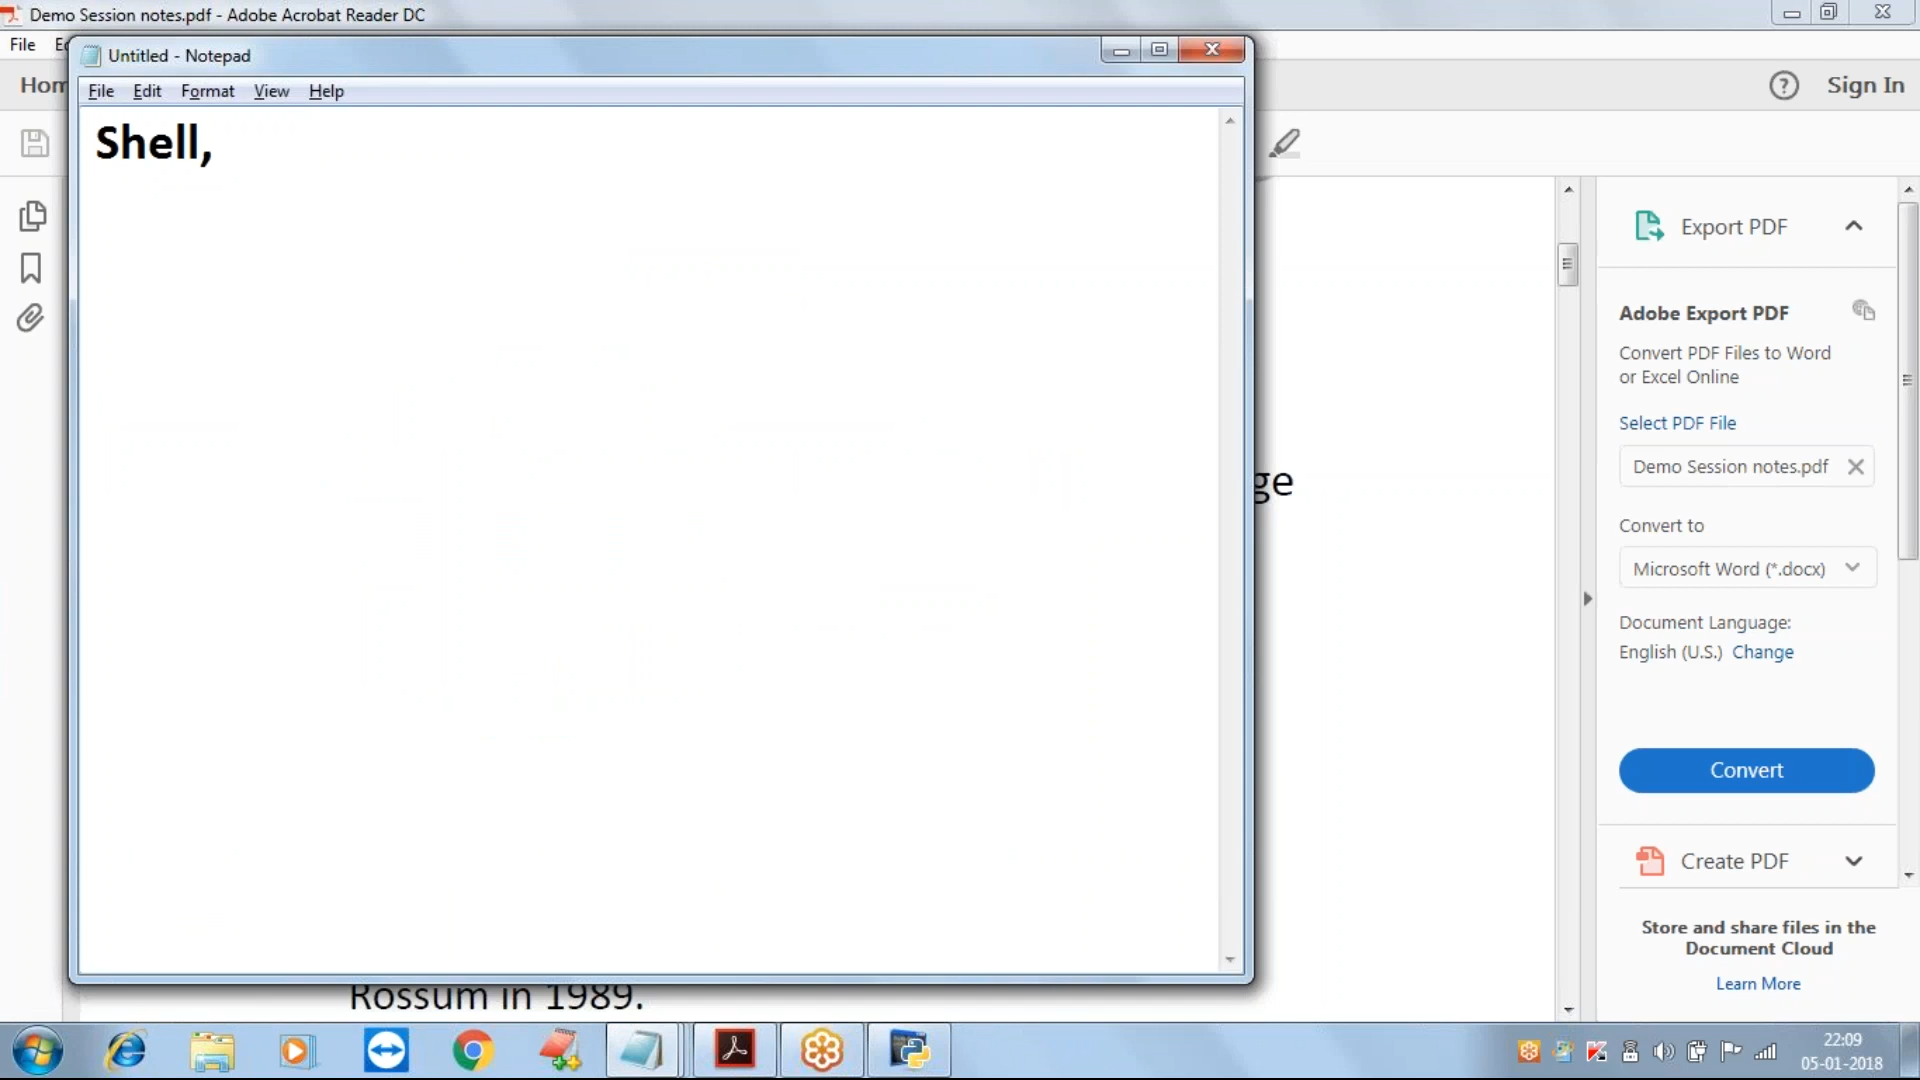 Demo Session notes.pdf - Adobe Acrobat Reader DC
File
Untitled - Notepad
File Edit Format View Help
Shell,
Sign In
Export PDF
Adobe Export PDF
Convert PDF Files to Word
or Excel Online
Select PDF File
Demo Session notes.pdf
Convert to
Microsoft Word (*.docx)
Document Language:
English (U.S.) Change
Convert
Create PDF
Store and share files in the
Document Cloud
Learn More
Rossum in 1989.
22:09
05-01-2018